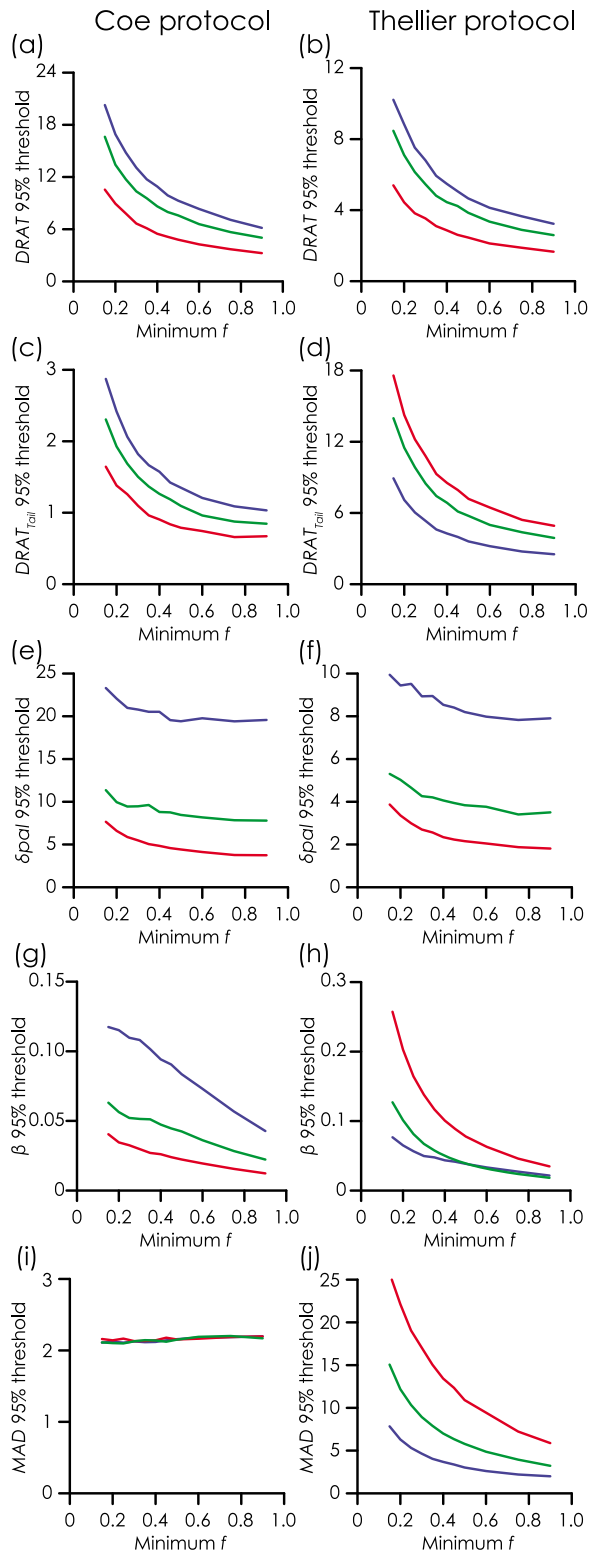 Coe protocol
Thellier protocol
(a)
DRAT 95% threshold
24
18
12
6
0
0 0.2 0.4 0.6 0.8 1.0
Minimum f
(b)
DRAT 95% threshold
12
8
4
0
0 0.2 0.4 0.6 0.8 1.0
Minimum f
(c)
DRAT_Tail 95% threshold
3
2
1
0
0 0.2 0.4 0.6 0.8 1.0
Minimum f
(d)
DRAT_Tail 95% threshold
18
12
6
0
0 0.2 0.4 0.6 0.8 1.0
Minimum f
(e)
δpal 95% threshold
25
20
15
10
5
0
0 0.2 0.4 0.6 0.8 1.0
Minimum f
(f)
δpal 95% threshold
10
8
6
4
2
0
0 0.2 0.4 0.6 0.8 1.0
Minimum f
(g)
β 95% threshold
0.15
0.10
0.05
0
0 0.2 0.4 0.6 0.8 1.0
Minimum f
(h)
β 95% threshold
0.3
0.2
0.1
0
0 0.2 0.4 0.6 0.8 1.0
Minimum f
(i)
MAD 95% threshold
3
2
1
0
0 0.2 0.4 0.6 0.8 1.0
Minimum f
(j)
MAD 95% threshold
25
20
15
10
5
0
0 0.2 0.4 0.6 0.8 1.0
Minimum f